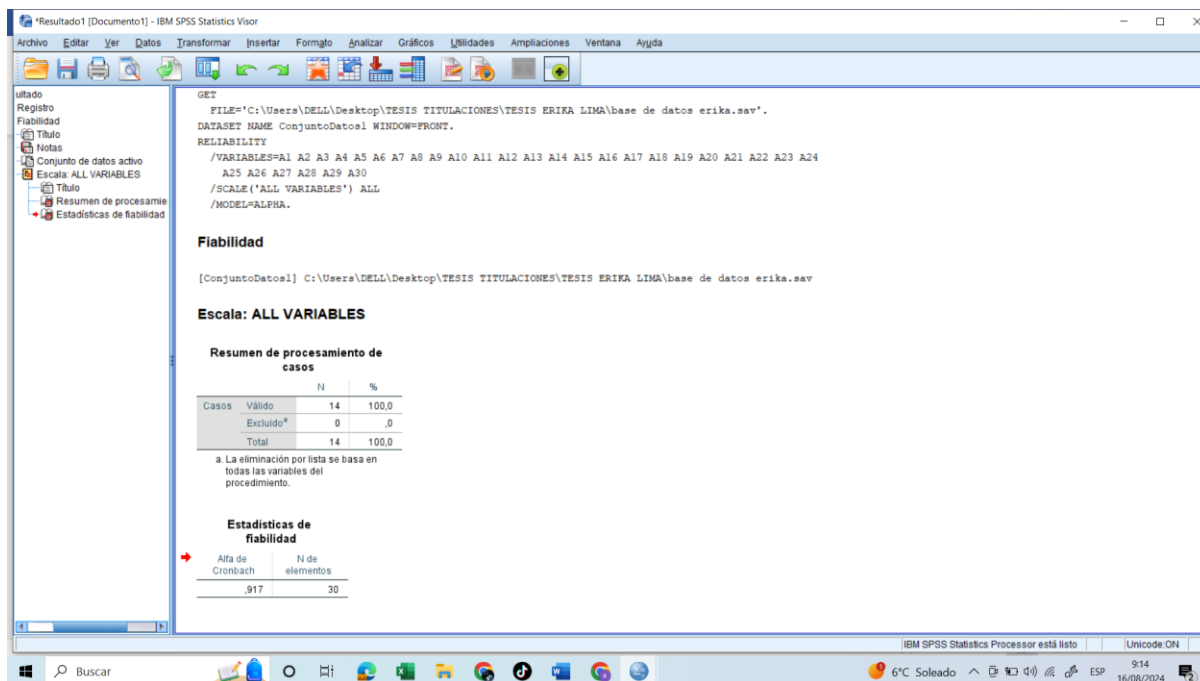 *Resultado1 [Documento1] - IBM SPSS Statistics Visor
Archivo Editar Ver Datos Transformar Insertar Formato Analizar Gráficos Utilidades Ampliaciones Ventana Ayuda
ultado
Registro
Fiabilidad
Título
Notas
Conjunto de datos activo
Escala: ALL VARIABLES
Título
Resumen de procesamie
Estadísticas de fiabilidad
GET
FILE='C:\Users\DELL\Desktop\TESIS TITULACIONES\TESIS ERIKA LIMA\base de datos erika.sav'.
DATASET NAME ConjuntoDatos1 WINDOW=FRONT.
RELIABILITY
/VARIABLES=A1 A2 A3 A4 A5 A6 A7 A8 A9 A10 A11 A12 A13 A14 A15 A16 A17 A18 A19 A20 A21 A22 A23 A24
A25 A26 A27 A28 A29 A30
/SCALE('ALL VARIABLES') ALL
/MODEL=ALPHA.
Fiabilidad
[ConjuntoDatos1] C:\Users\DELL\Desktop\TESIS TITULACIONES\TESIS ERIKA LIMA\base de datos erika.sav
Escala: ALL VARIABLES
Resumen de procesamiento de
casos
N %
Casos Válido 14 100,0
Excluido a 0 ,0
Total 14 100,0
a. La eliminación por lista se basa en
todas las variables del
procedimiento.
Estadísticas de
fiabilidad
Alfa de N de
Cronbach elementos
,917 30
IBM SPSS Statistics Processor está listo Unicode:ON
Buscar
6°C Soleado ESP 9:14
16/08/2024